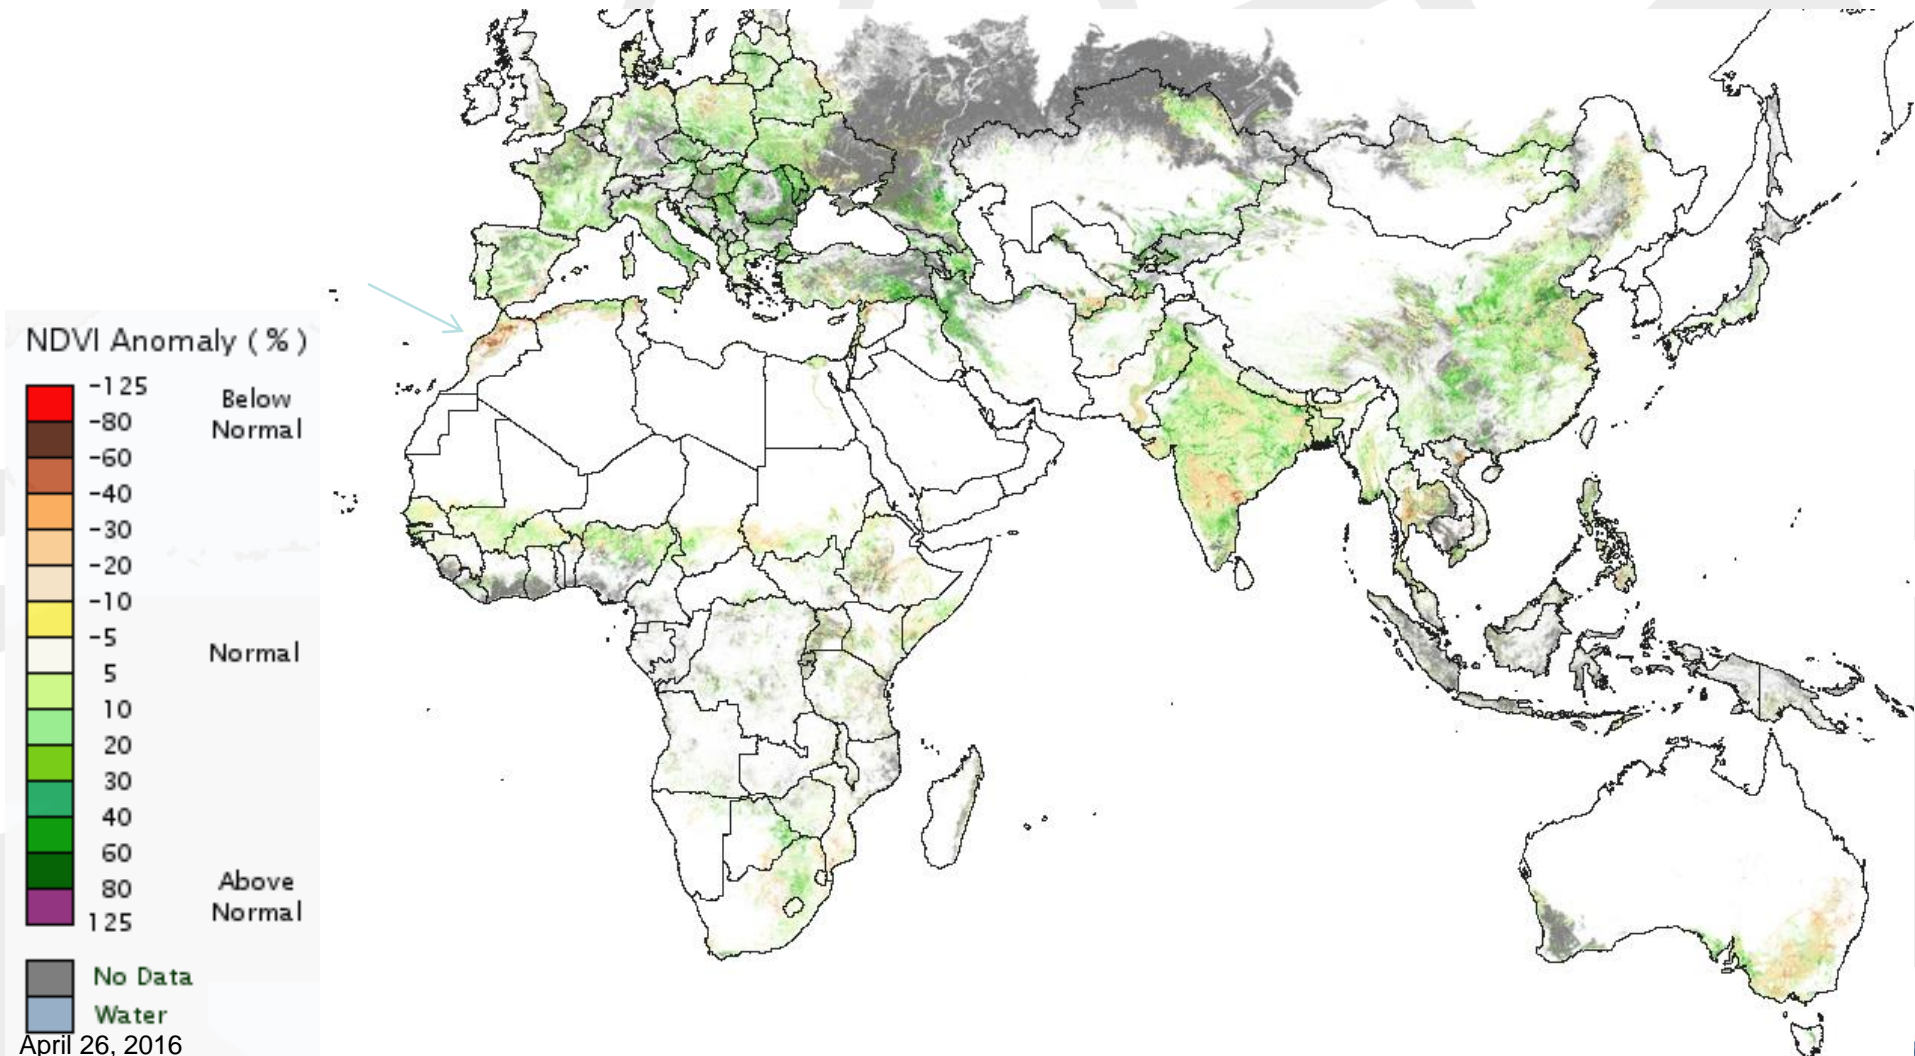 NDVI Anomaly ( % )
-125
Below
Normal
-80
-60
-40
-30
-20
-10
-5
Normal
5
10
20
30
40
60
80
Above
Normal
125
No Data
Water
April 26, 2016